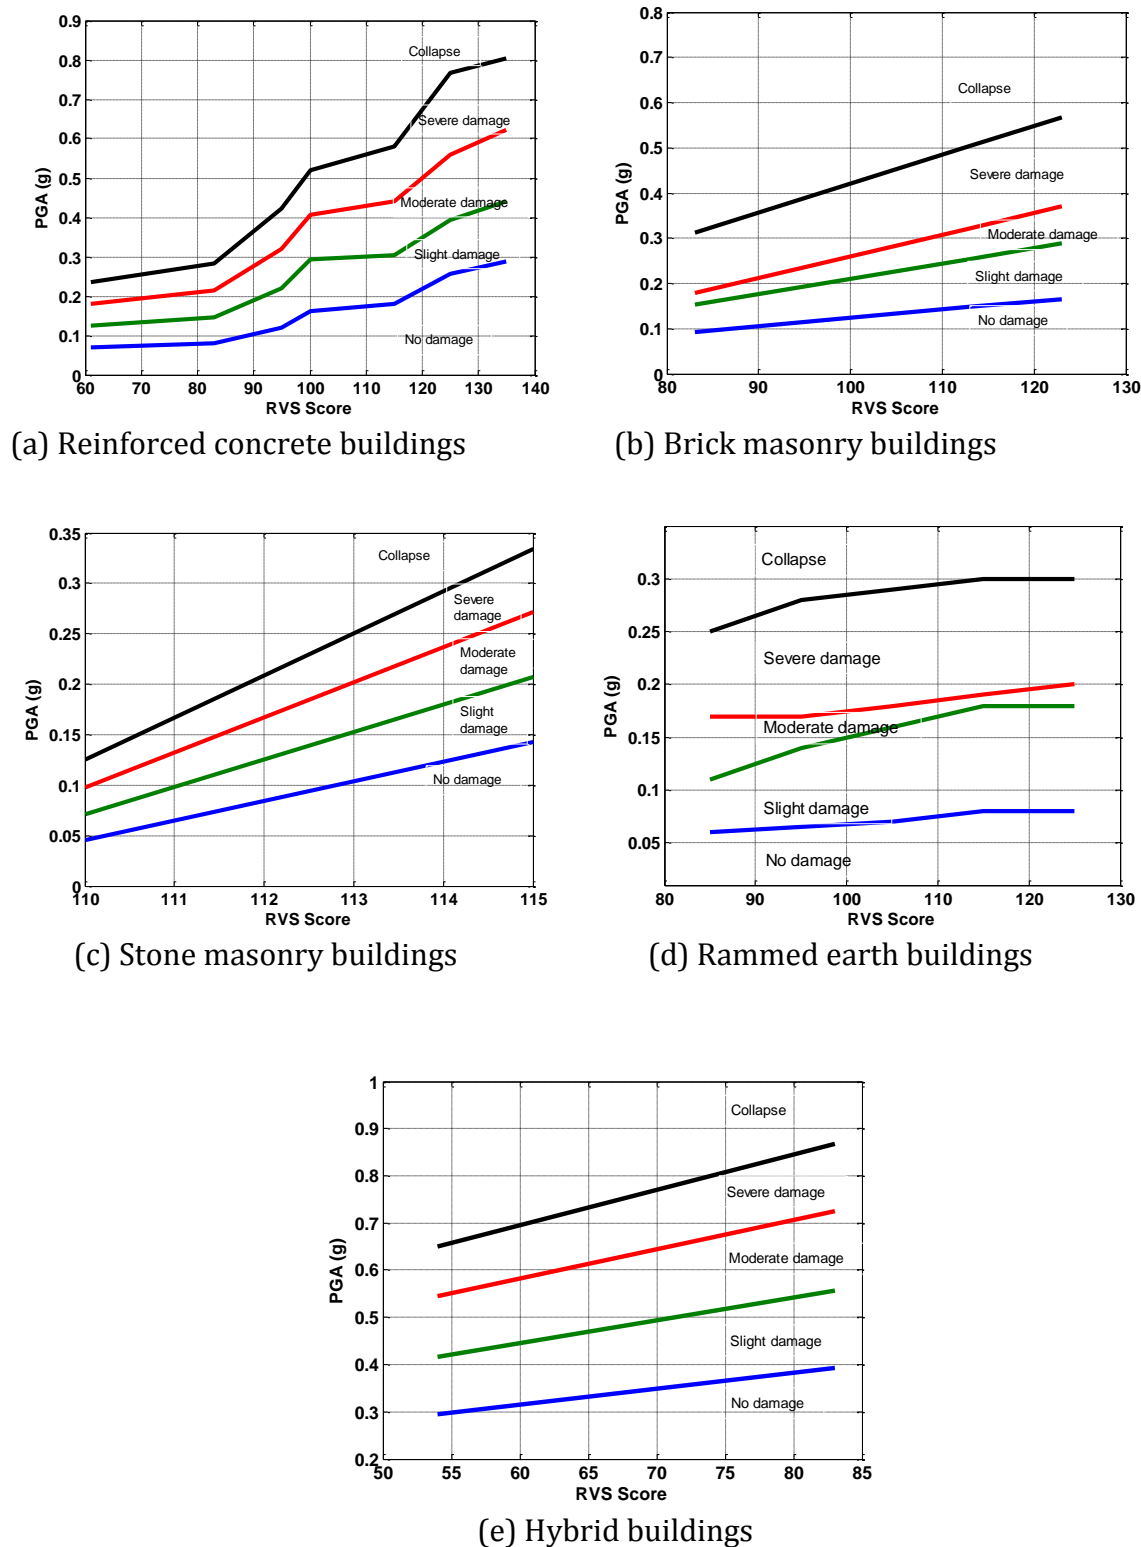 0.9
0.8
0.7
0.6
0.5
0.4
0.3
0.2
0.1
0
PGA (g)
Collapse
Severe damage
Moderate damage
Slight damage
No damage
60 70 80 90 100 110 120 130 140
RVS Score
(a) Reinforced concrete buildings
0.8
0.7
0.6
0.5
0.4
0.3
0.2
0.1
0
PGA (g)
Collapse
Severe damage
Moderate damage
Slight damage
No damage
80 90 100 110 120 130
RVS Score
(b) Brick masonry buildings
0.35
0.3
0.25
0.2
0.15
0.1
0.05
0
PGA (g)
Collapse
Severe
damage
Moderate
damage
Slight
damage
No damage
110 111 112 113 114 115
RVS Score
(c) Stone masonry buildings
0.3
0.25
0.2
0.15
0.1
0.05
PGA (g)
Collapse
Severe damage
Moderate damage
Slight damage
No damage
80 90 100 110 120 130
RVS Score
(d) Rammed earth buildings
1
0.9
0.8
0.7
0.6
0.5
0.4
0.3
0.2
PGA (g)
Collapse
Severe damage
Moderate damage
Slight damage
No damage
50 55 60 65 70 75 80 85
RVS Score
(e) Hybrid buildings